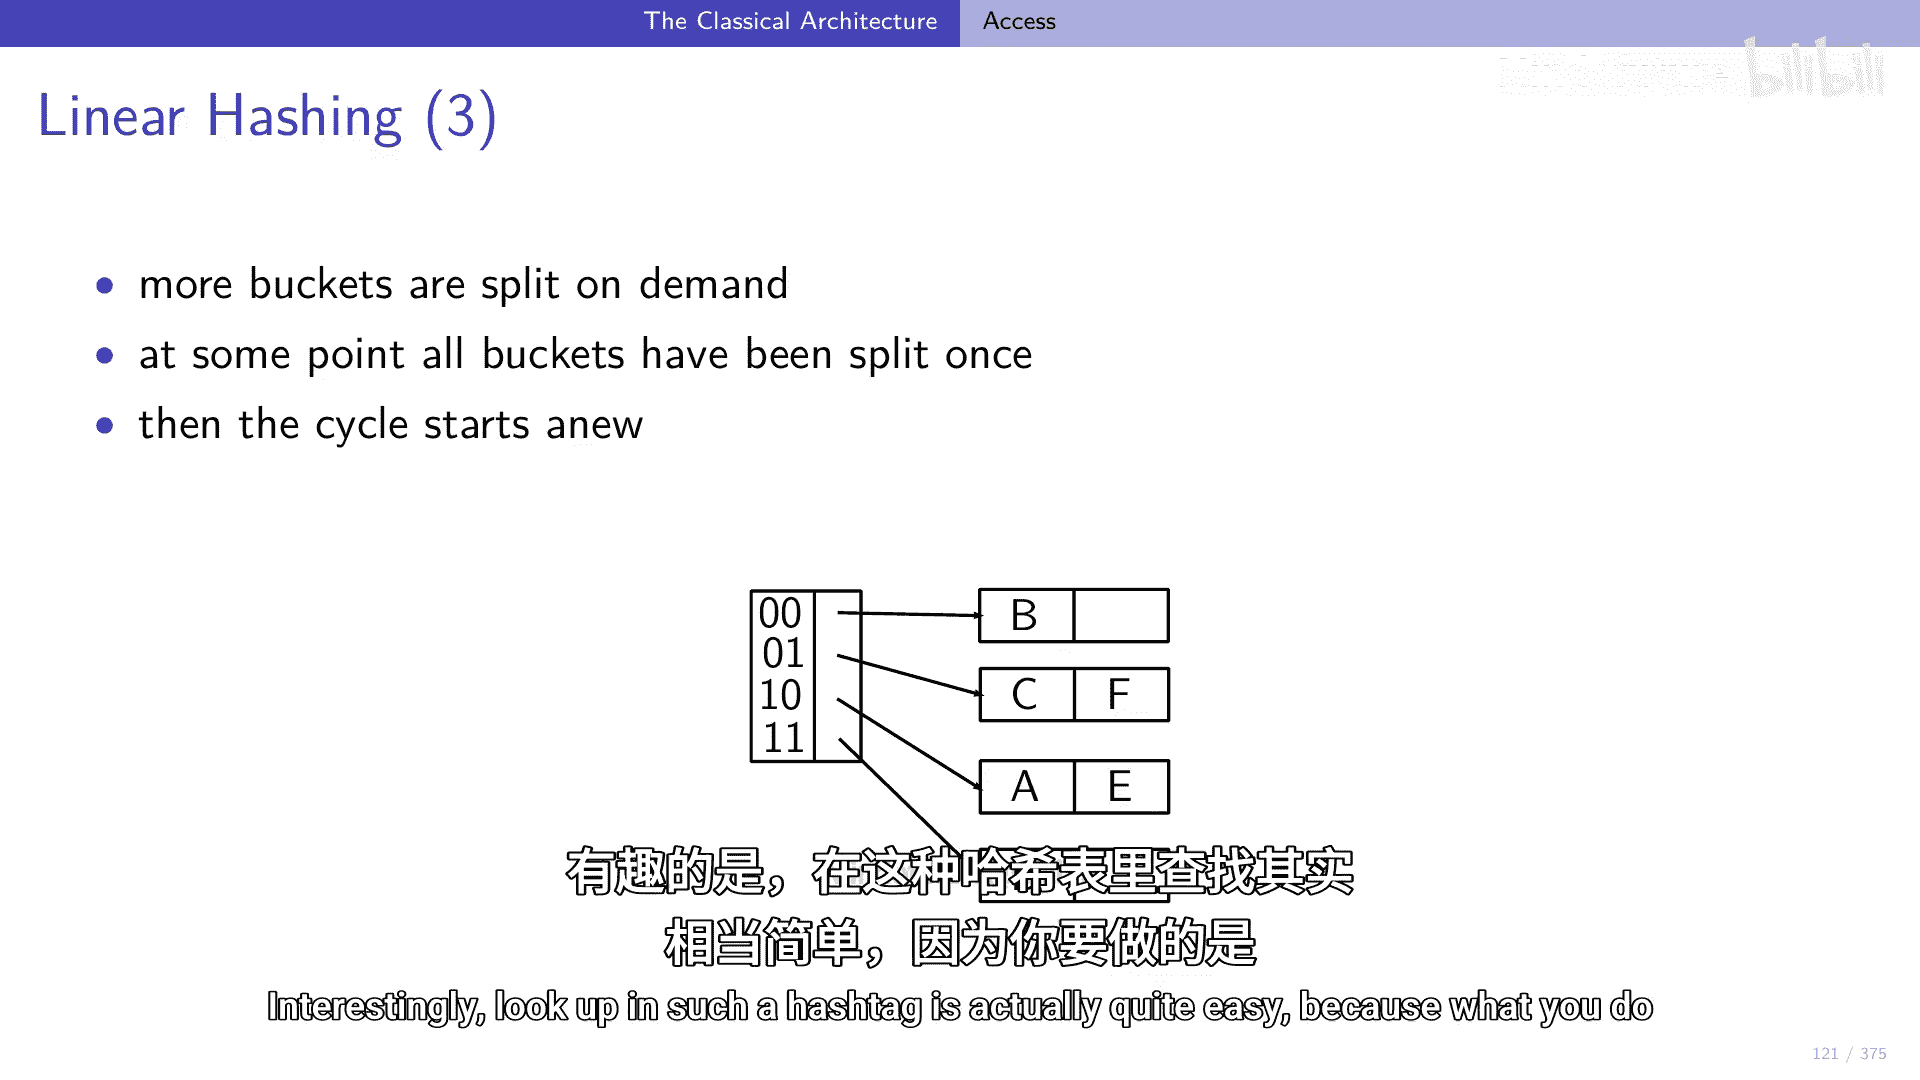 The Classical Architecture
Access
bilibili
Linear Hashing (3)
more buckets are split on demand
at some point all buckets have been split once
then the cycle starts anew
00
B
01
C F
10
11
A E
有趣的是，在这种哈希表里查找其实
相当简单，因为你要做的是
Interestingly, look up in such a hashtag is actually quite easy, because what you do
121 / 375